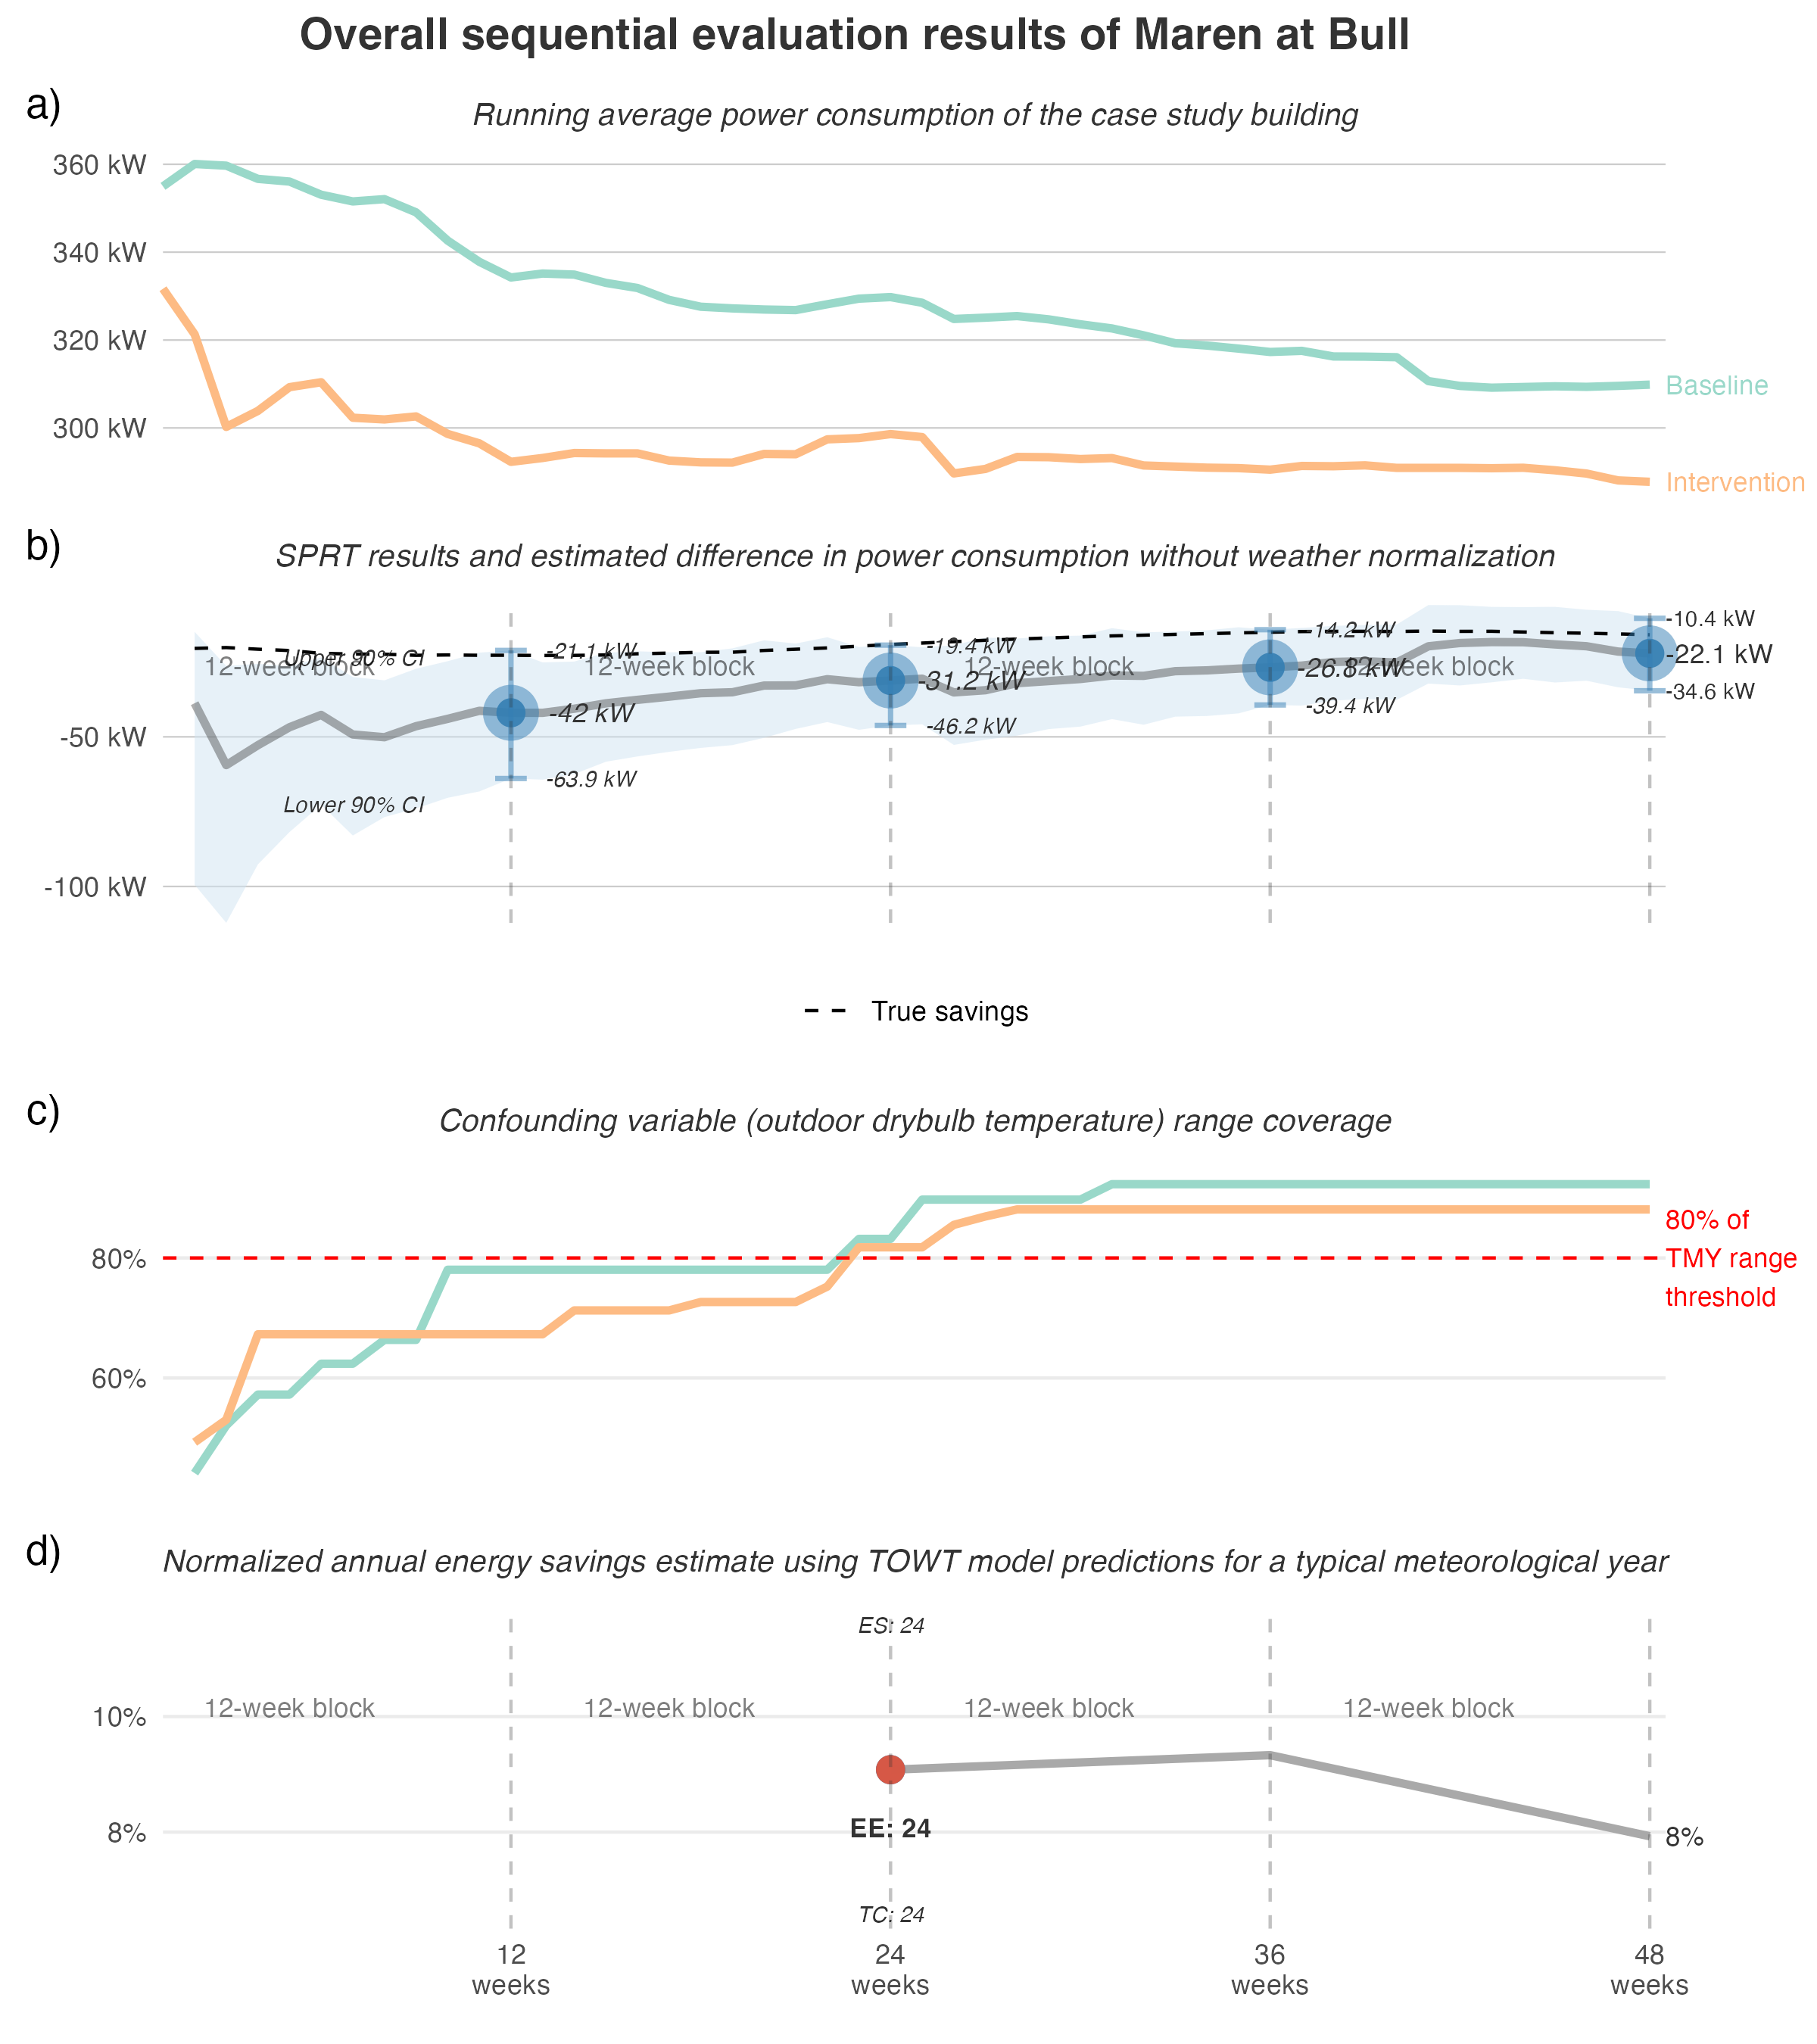 Overall sequential evaluation results of Maren at Bull
a)
Running average power consumption of the case study building
360 kW
340 kW
320 kW
300 kW
Baseline
Intervention
b)
SPRT results and estimated difference in power consumption without weather normalization
-10.4 kW
-14.2 kW
-19.4 kW
-21.1 kW
Upper 90% CI
12-week block
12-week block
12-week block
12-week block
-22.1 kW
-26.8 kW
-31.2 kW
-34.6 kW
-39.4 kW
-42 kW
-46.2 kW
-50 kW
-63.9 kW
Lower 90% CI
-100 kW
True savings
c)
Confounding variable (outdoor drybulb temperature) range coverage
80%
60%
80% of
TMY range
threshold
d)
Normalized annual energy savings estimate using TOWT model predictions for a typical meteorological year
ES: 24
12-week block
12-week block
12-week block
12-week block
10%
EE: 24
8%
8%
TC: 24
12
weeks
24
weeks
36
weeks
48
weeks